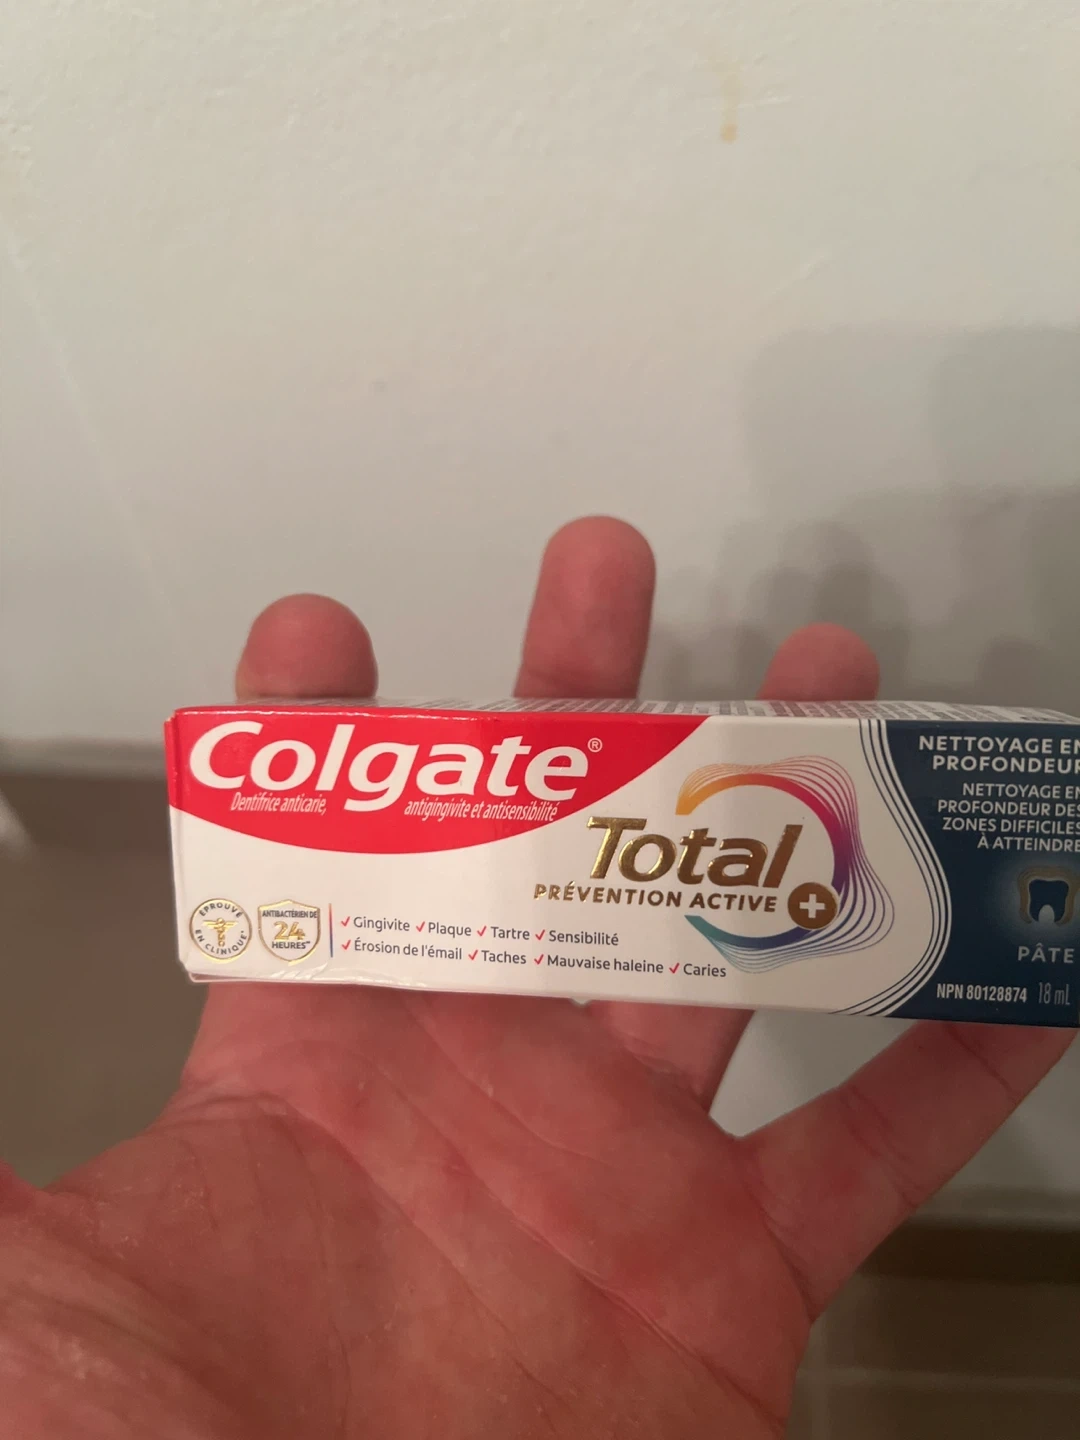 Colgate®
Dentifrice anticarie, antigingivite et antisensibilité
Total
PRÉVENTION ACTIVE +
ÉPROUVÉ EN CLINIQUE
ANTIBACTÉRIEN DE
24
HEURES
✓ Gingivite ✓ Plaque ✓ Tartre ✓ Sensibilité
✓ Érosion de l'émail ✓ Taches ✓ Mauvaise haleine ✓ Caries
NETTOYAGE EN
PROFONDEUR
NETTOYAGE EN
PROFONDEUR DES
ZONES DIFFICILES
À ATTEINDRE
PÂTE
NPN 80128874 18 mL